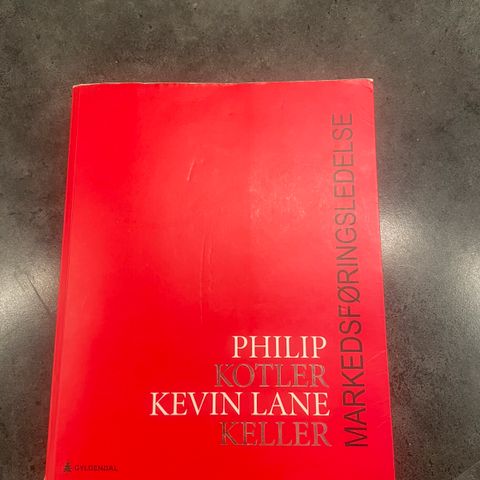 MARKEDSFØRINGSLEDELSE
PHILIP
KOTLER
KEVIN LANE
KELLER
GYLDENDAL